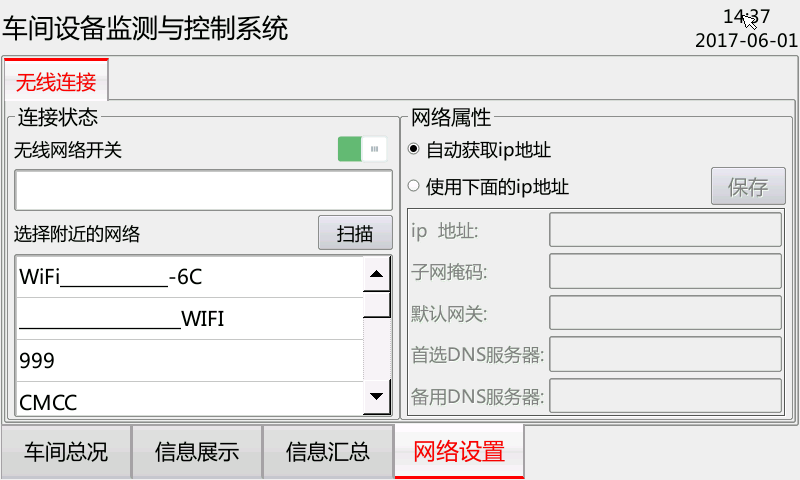 车间设备监测与控制系统
14:37
2017-06-01
无线连接
连接状态
无线网络开关
选择附近的网络
扫描
WiFi____________-6C
__________________WIFI
999
CMCC
网络属性
自动获取ip地址
使用下面的ip地址
保存
ip 地址:
子网掩码:
默认网关:
首选DNS服务器:
备用DNS服务器:
车间总况
信息展示
信息汇总
网络设置